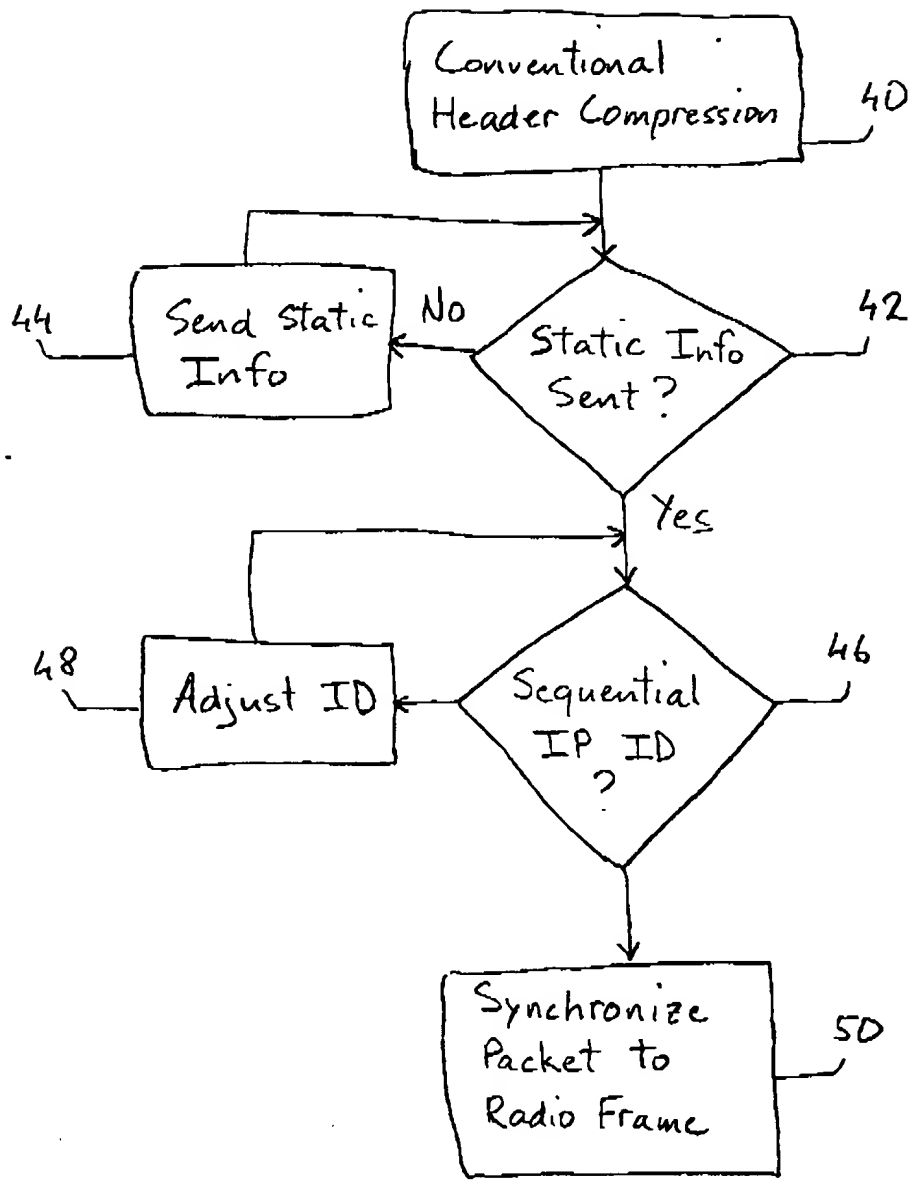 Conventional
Header Compression
40
Send Static
Info
44
No
Static Info
Sent?
42
Yes
Adjust ID
48
Sequential
IP ID
?
46
Synchronize
Packet to
Radio Frame
50